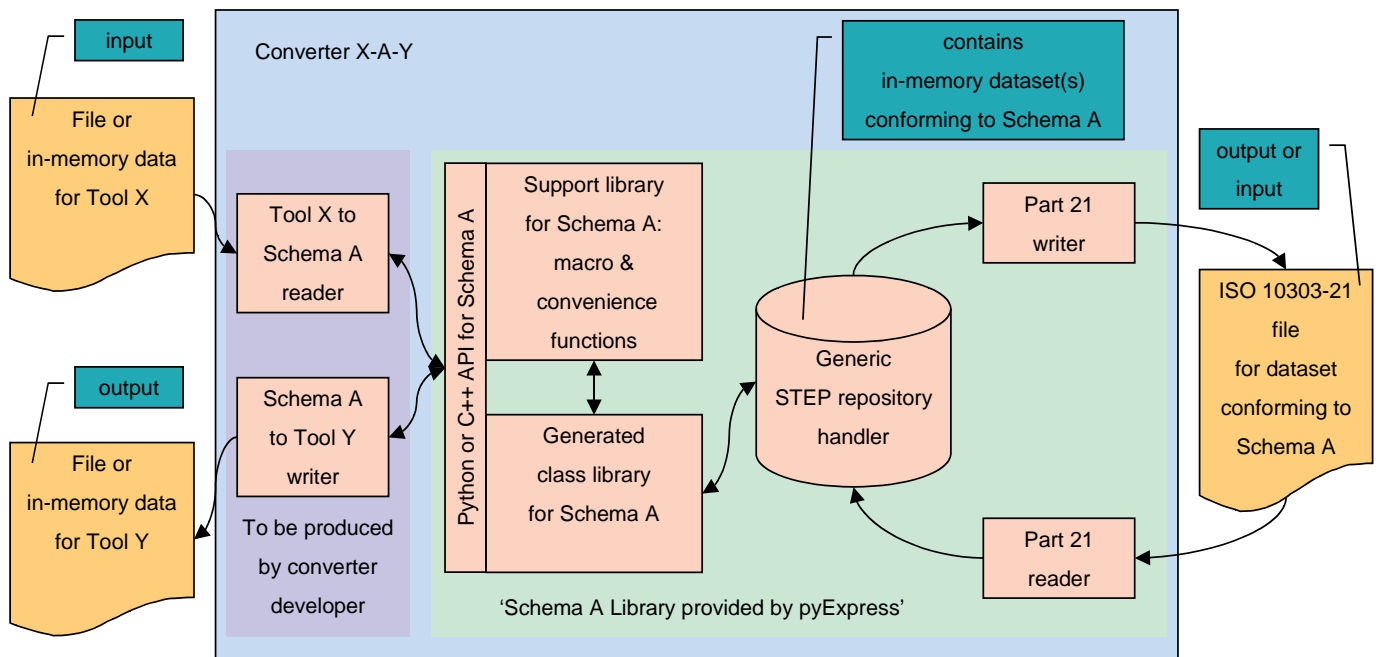 input
File or
in-memory data
for Tool X
output
File or
in-memory data
for Tool Y
Converter X-A-Y
Tool X to
Schema A
reader
Schema A
to Tool Y
writer
To be produced
by converter
developer
Python or C++ API for Schema A
Support library
for Schema A:
macro &
convenience
functions
Generated
class library
for Schema A
contains
in-memory dataset(s)
conforming to Schema A
Generic
STEP repository
handler
Part 21
writer
Part 21
reader
‘Schema A Library provided by pyExpress’
output or
input
ISO 10303-21
file
for dataset
conforming to
Schema A